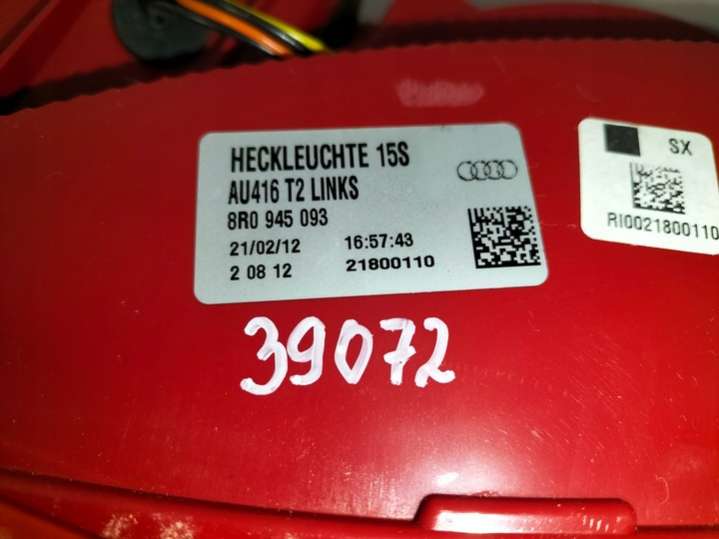 HECKLEUCHTE 15S
AU416 T2 LINKS
8R0 945 093
21/02/12 16:57:43
2 08 12 21800110
SX
RI0021800110
39072